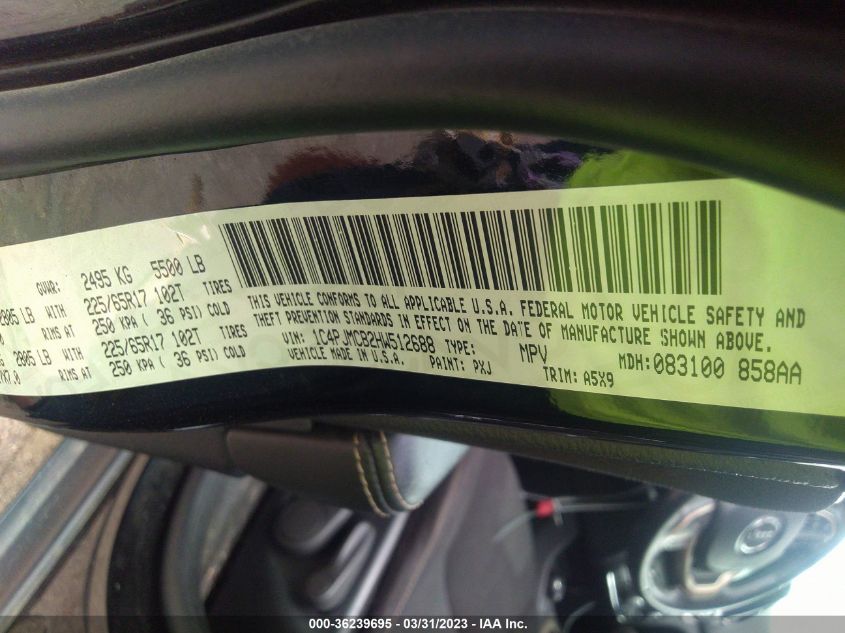 GVWR: 2495 KG 5500 LB
2805 LB WITH 225/65R17 102T TIRES
RIMS AT 250 KPA ( 36 PSI) COLD
2805 LB WITH 225/65R17 102T TIRES
RIMS AT 250 KPA ( 36 PSI) COLD
THIS VEHICLE CONFORMS TO ALL APPLICABLE U.S.A. FEDERAL MOTOR VEHICLE SAFETY AND
THEFT PREVENTION STANDARDS IN EFFECT ON THE DATE OF MANUFACTURE SHOWN ABOVE.
VIN: 1C4PJMCB2HW512688 TYPE: MPV MDH:083100 858AA
MADE IN U.S.A. PAINT: PXJ TRIM: A5X9
000-36239695 - 03/31/2023 - IAA Inc.